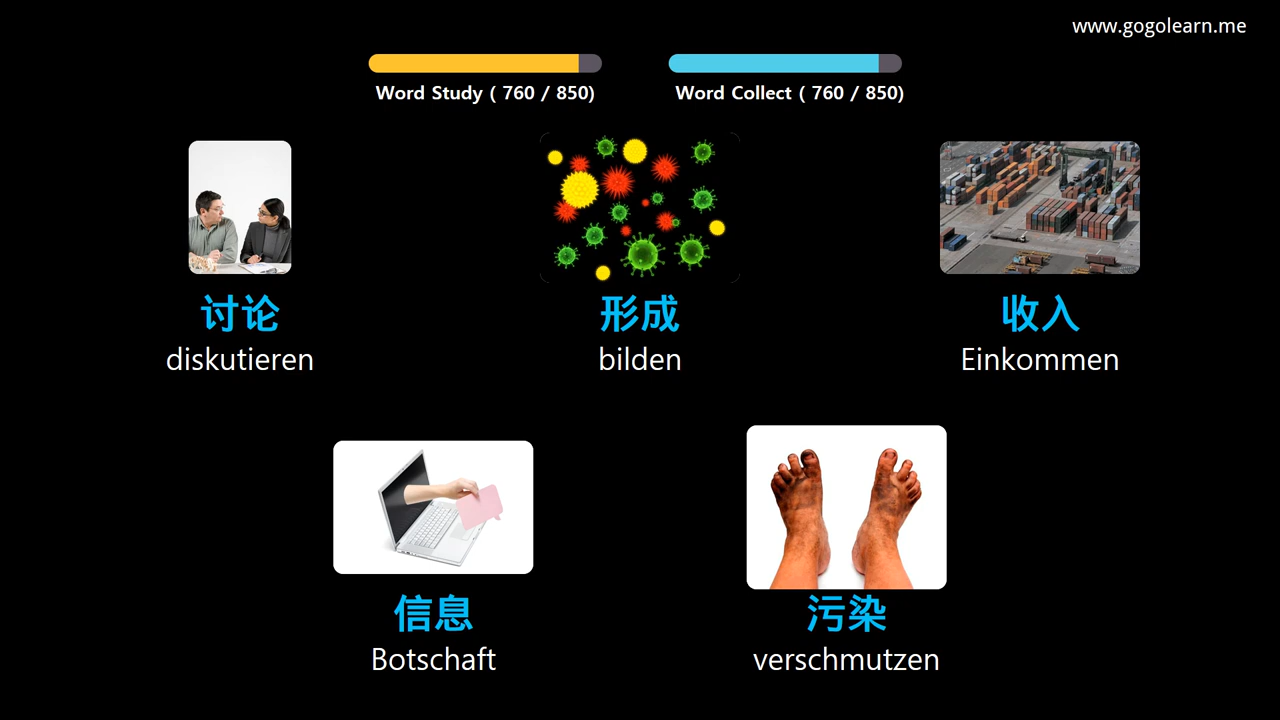 www.gogolearn.me
Word Study ( 760 / 850)
Word Collect ( 760 / 850)
讨论
diskutieren
形成
bilden
收入
Einkommen
信息
Botschaft
污染
verschmutzen